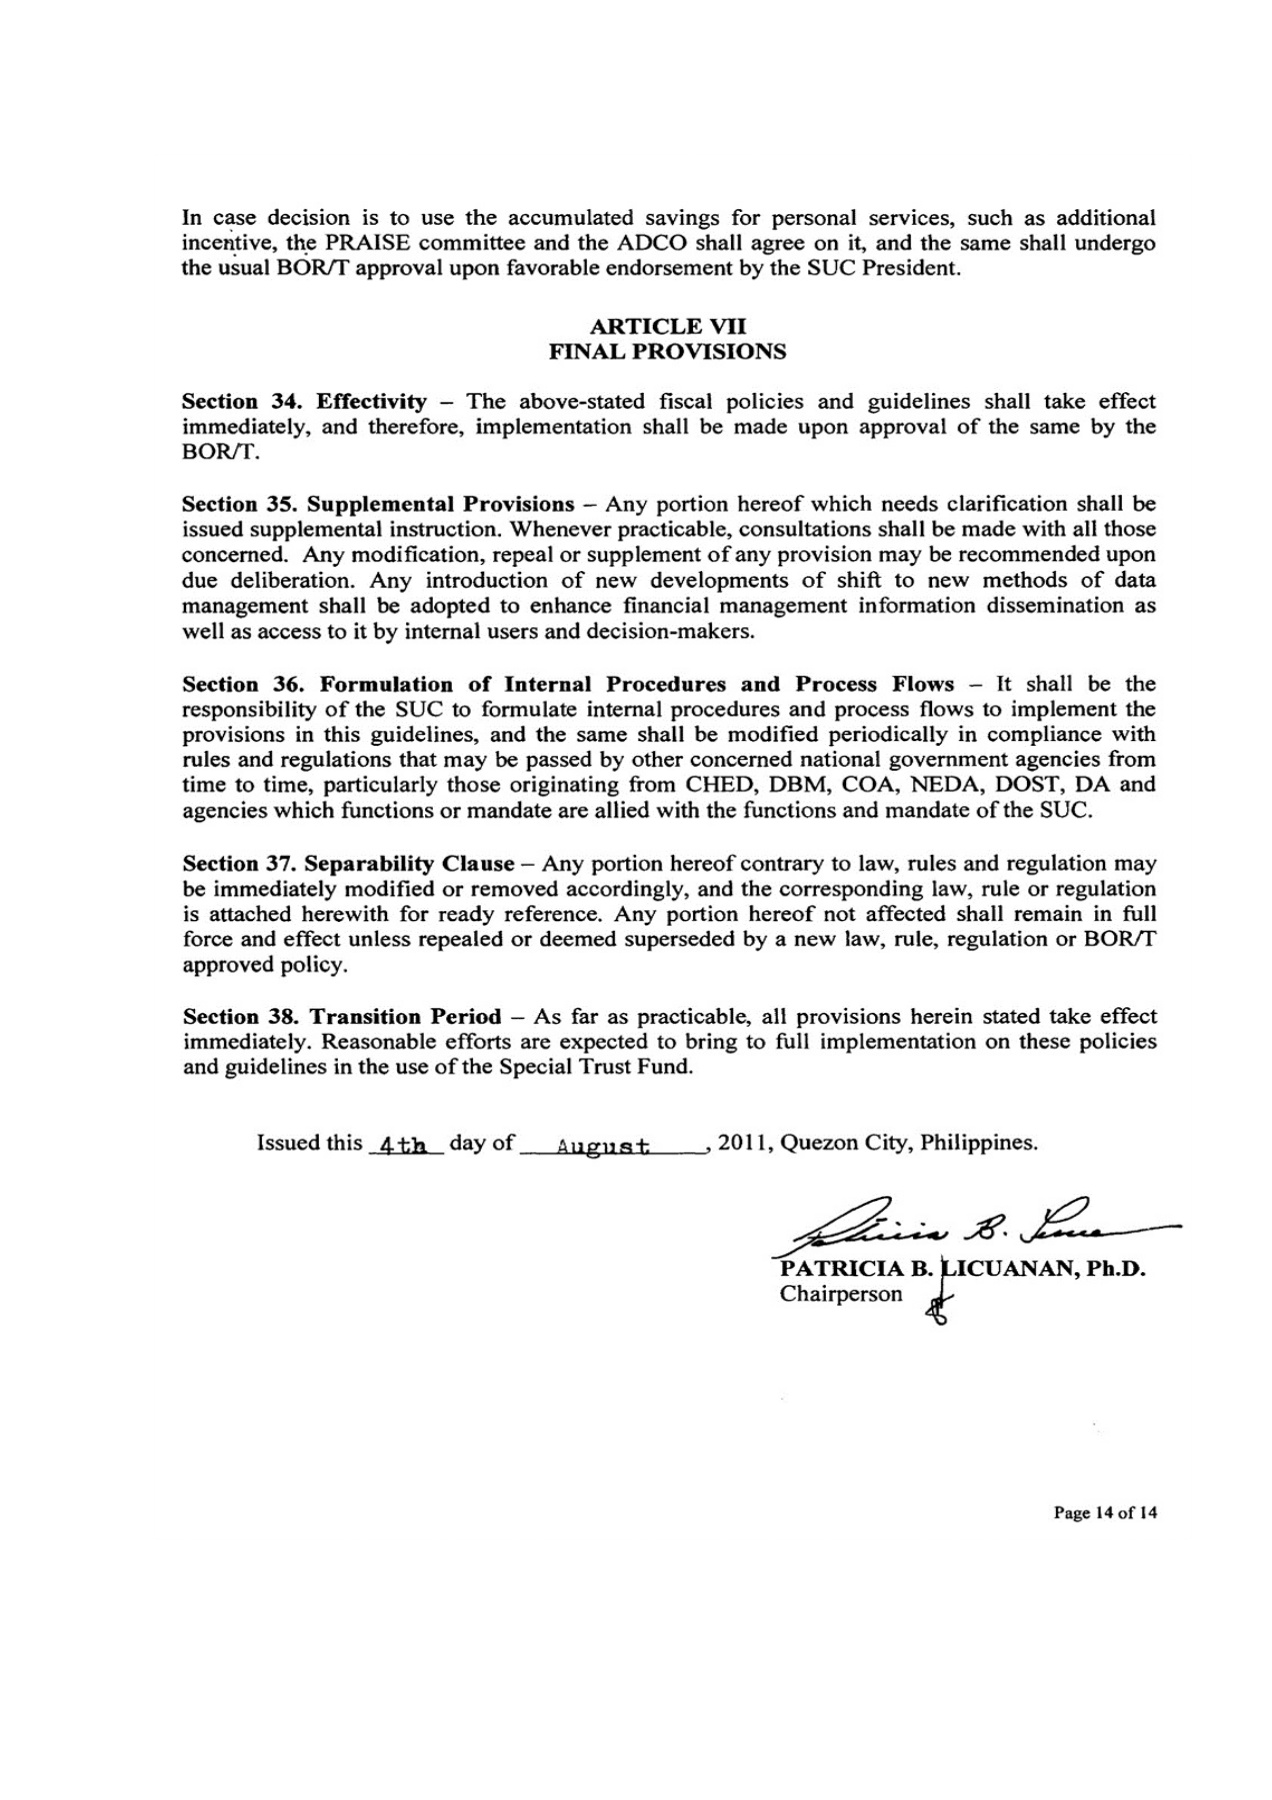 In case decision is to use the accumulated savings for personal services, such as additional
incentive, the PRAISE committee and the ADCO shall agree on it, and the same shall undergo
the usual BOR/T approval upon favorable endorsement by the SUC President.
ARTICLE VII
FINAL PROVISIONS
Section 34. Effectivity – The above-stated fiscal policies and guidelines shall take effect
immediately, and therefore, implementation shall be made upon approval of the same by the
BOR/T.
Section 35. Supplemental Provisions – Any portion hereof which needs clarification shall be
issued supplemental instruction. Whenever practicable, consultations shall be made with all those
concerned. Any modification, repeal or supplement of any provision may be recommended upon
due deliberation. Any introduction of new developments of shift to new methods of data
management shall be adopted to enhance financial management information dissemination as
well as access to it by internal users and decision-makers.
Section 36. Formulation of Internal Procedures and Process Flows – It shall be the
responsibility of the SUC to formulate internal procedures and process flows to implement the
provisions in this guidelines, and the same shall be modified periodically in compliance with
rules and regulations that may be passed by other concerned national government agencies from
time to time, particularly those originating from CHED, DBM, COA, NEDA, DOST, DA and
agencies which functions or mandate are allied with the functions and mandate of the SUC.
Section 37. Separability Clause – Any portion hereof contrary to law, rules and regulation may
be immediately modified or removed accordingly, and the corresponding law, rule or regulation
is attached herewith for ready reference. Any portion hereof not affected shall remain in full
force and effect unless repealed or deemed superseded by a new law, rule, regulation or BOR/T
approved policy.
Section 38. Transition Period – As far as practicable, all provisions herein stated take effect
immediately. Reasonable efforts are expected to bring to full implementation on these policies
and guidelines in the use of the Special Trust Fund.
Issued this 4th day of August, 2011, Quezon City, Philippines.
PATRICIA B. LICUANAN, Ph.D.
Chairperson
Page 14 of 14